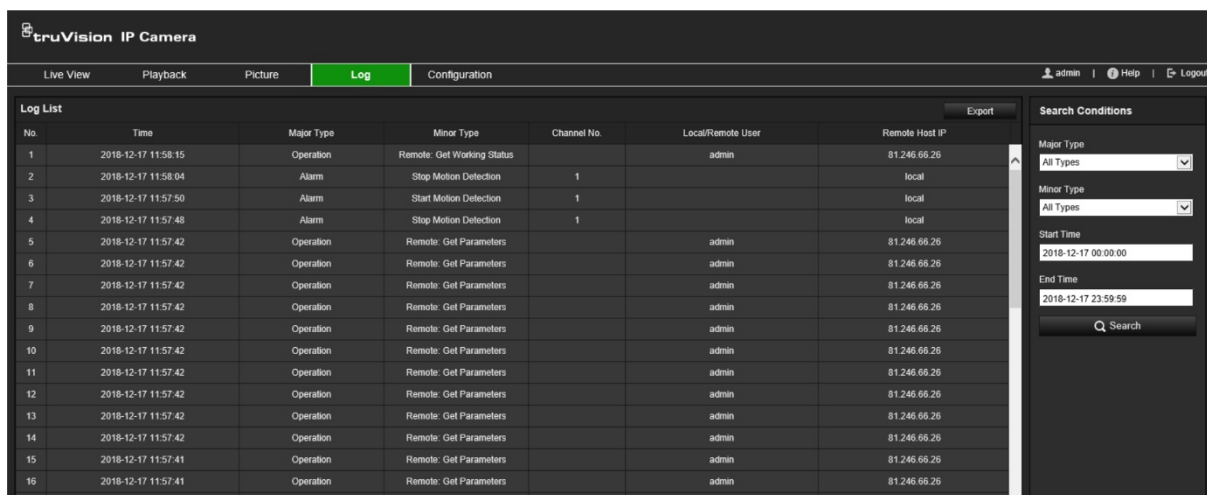 truVision IP Camera
Live View Playback Picture Log Configuration admin | Help | Logout
Log List Export
No. Time Major Type Minor Type Channel No. Local/Remote User Remote Host IP
1 2018-12-17 11:58:15 Operation Remote: Get Working Status admin 81.246.66.26
2 2018-12-17 11:58:04 Alarm Stop Motion Detection 1 local
3 2018-12-17 11:57:50 Alarm Start Motion Detection 1 local
4 2018-12-17 11:57:48 Alarm Stop Motion Detection 1 local
5 2018-12-17 11:57:42 Operation Remote: Get Parameters admin 81.246.66.26
6 2018-12-17 11:57:42 Operation Remote: Get Parameters admin 81.246.66.26
7 2018-12-17 11:57:42 Operation Remote: Get Parameters admin 81.246.66.26
8 2018-12-17 11:57:42 Operation Remote: Get Parameters admin 81.246.66.26
9 2018-12-17 11:57:42 Operation Remote: Get Parameters admin 81.246.66.26
10 2018-12-17 11:57:42 Operation Remote: Get Parameters admin 81.246.66.26
11 2018-12-17 11:57:42 Operation Remote: Get Parameters admin 81.246.66.26
12 2018-12-17 11:57:42 Operation Remote: Get Parameters admin 81.246.66.26
13 2018-12-17 11:57:42 Operation Remote: Get Parameters admin 81.246.66.26
14 2018-12-17 11:57:42 Operation Remote: Get Parameters admin 81.246.66.26
15 2018-12-17 11:57:41 Operation Remote: Get Parameters admin 81.246.66.26
16 2018-12-17 11:57:41 Operation Remote: Get Parameters admin 81.246.66.26
Search Conditions
Major Type
All Types
Minor Type
All Types
Start Time
2018-12-17 00:00:00
End Time
2018-12-17 23:59:59
Search